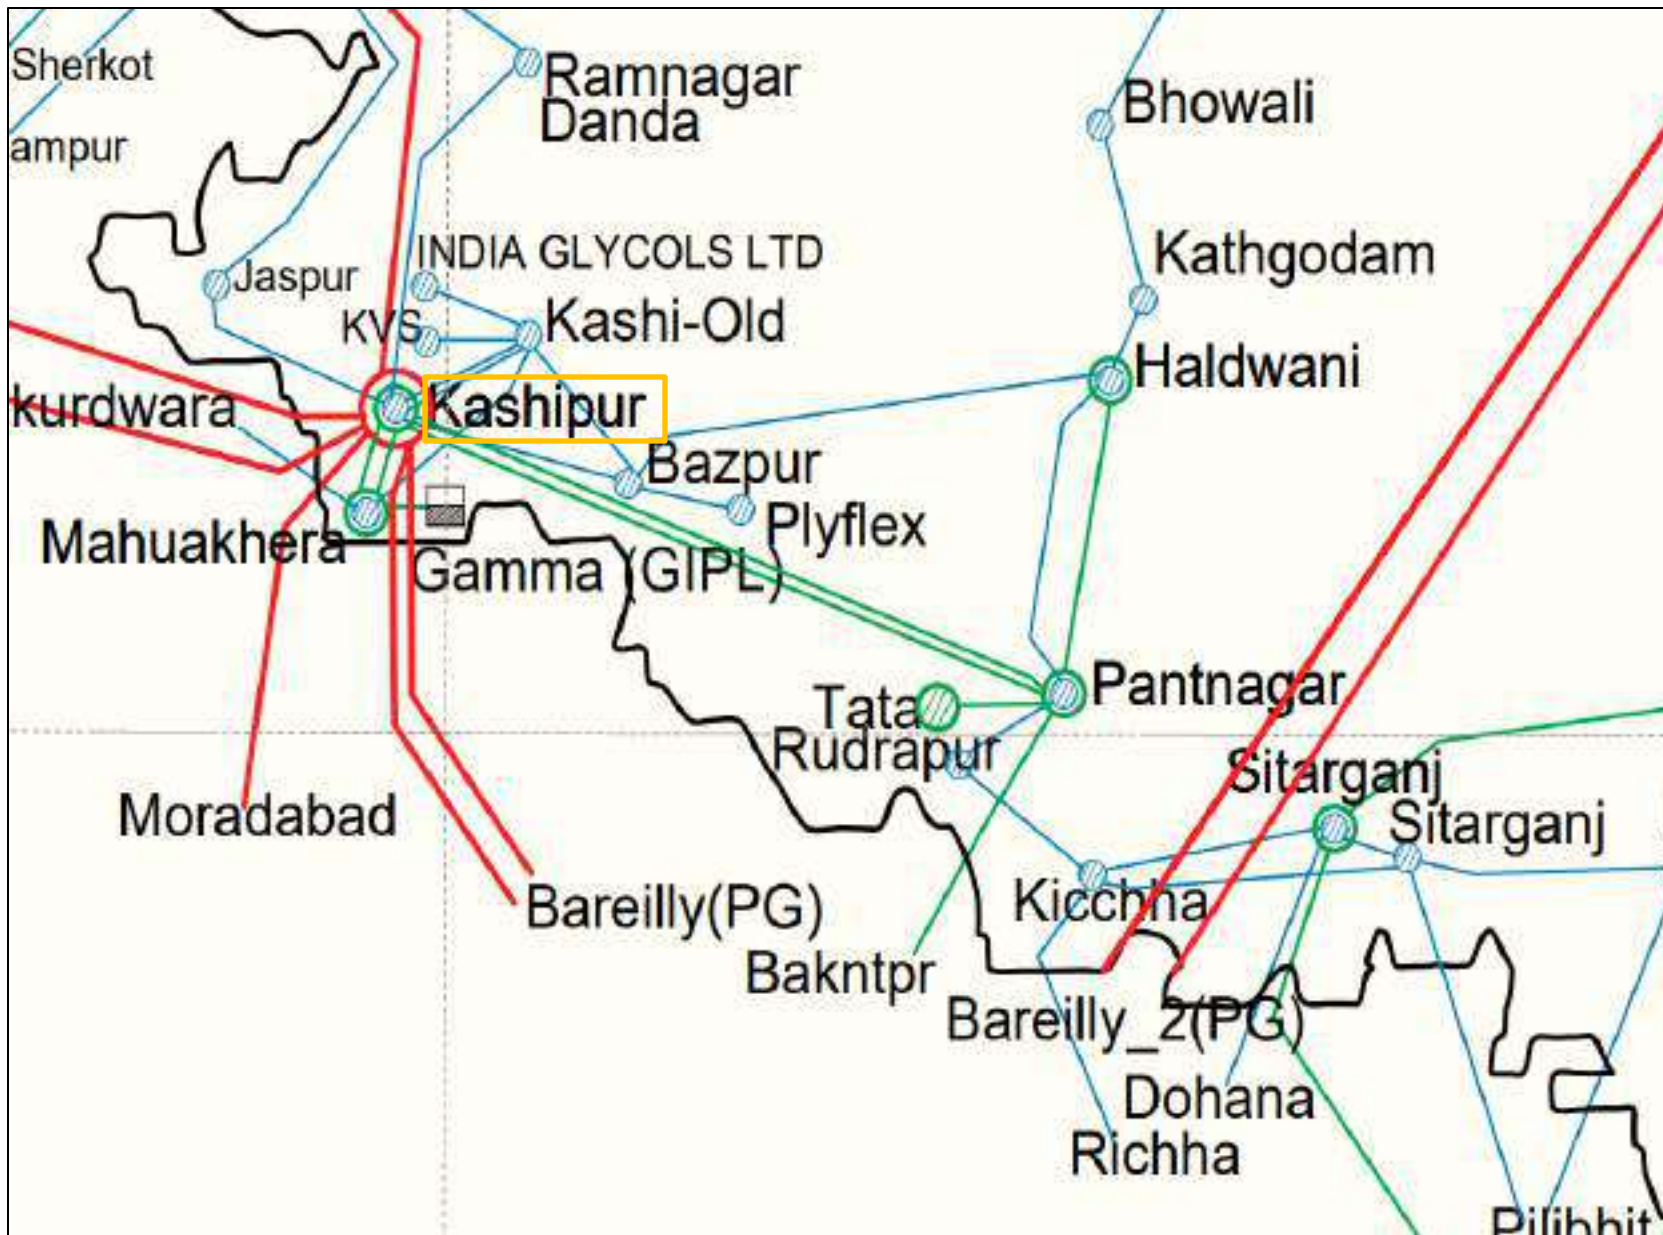 Sherkot
ampur
Ramnagar
Danda
Bhowali
INDIA GLYCOLS LTD
Jaspur
KVS
Kashi-Old
Kathgodam
Haldwani
kurdwara
Kashipur
Bazpur
Plyflex
Mahuakhera
Gamma (GIPL)
Pantnagar
Tata
Rudrapur
Sitarganj
Sitarganj
Moradabad
Bareilly(PG)
Kicchha
Bakntpr
Bareilly_2(PG)
Dohana
Richha
Pilibhit